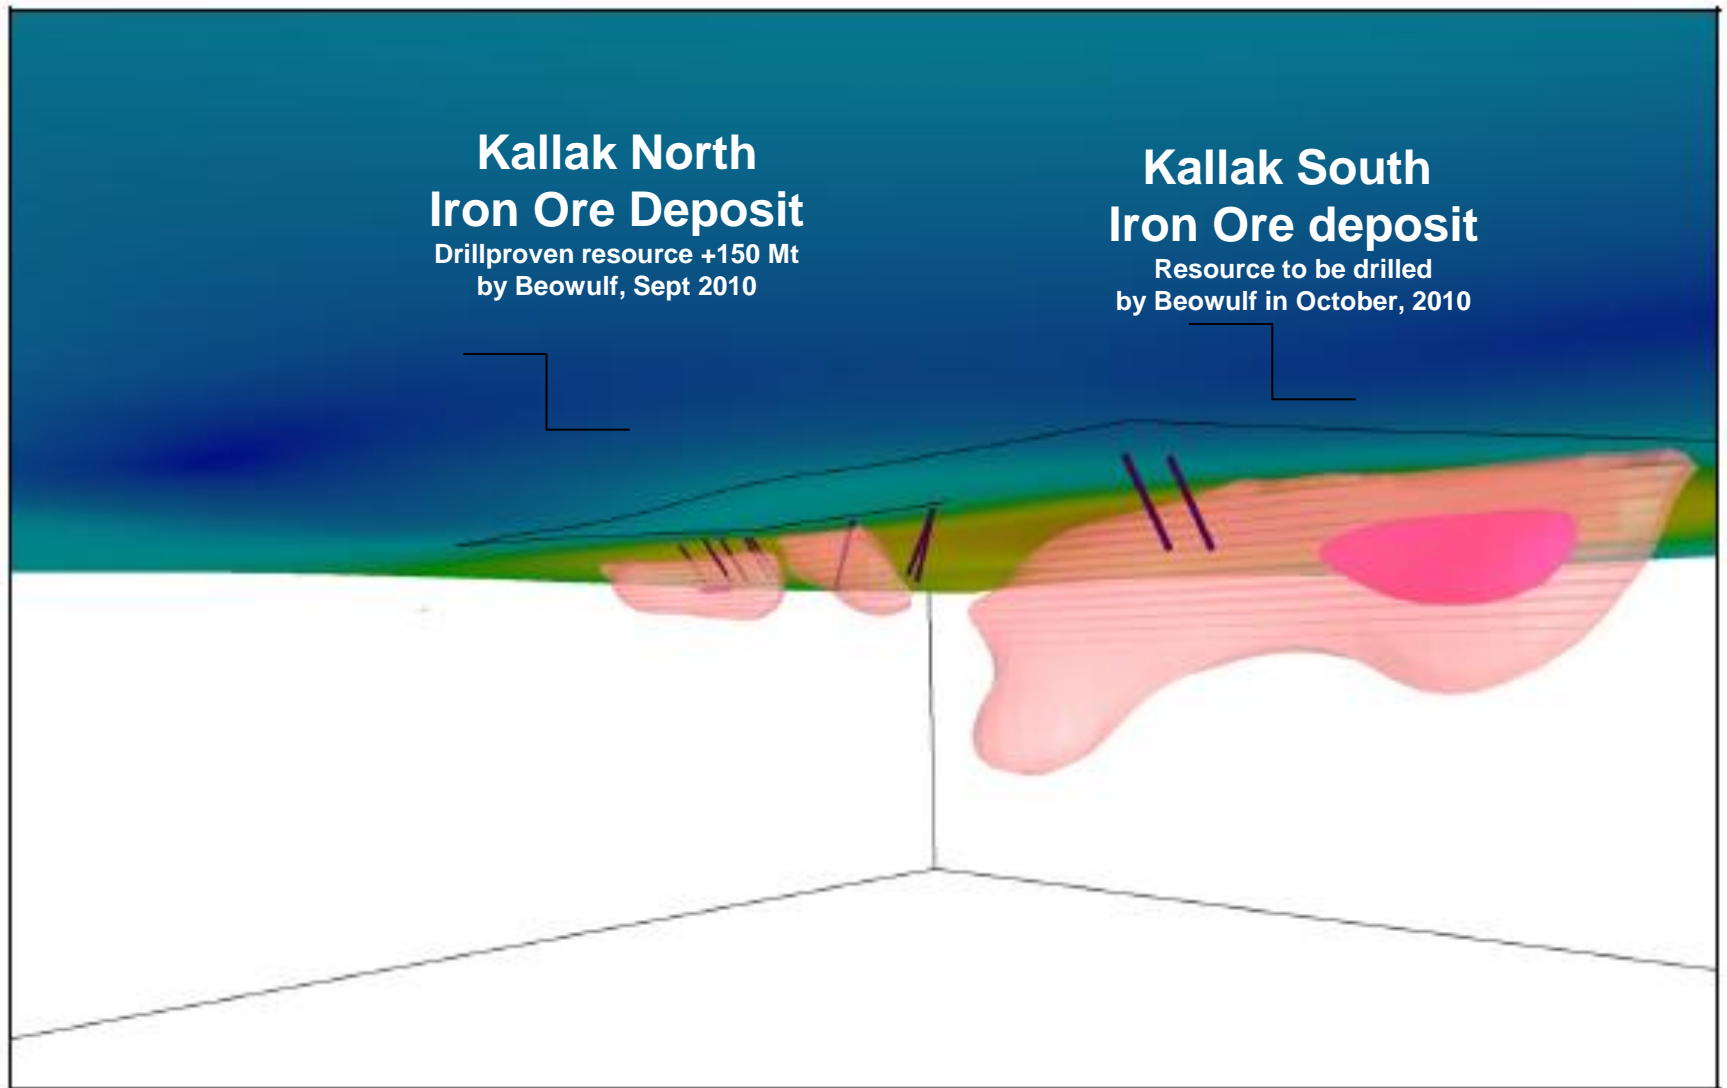 Kallak North
Iron Ore Deposit
Drillproven resource +150 Mt
by Beowulf, Sept 2010
Kallak South
Iron Ore deposit
Resource to be drilled
by Beowulf in October, 2010